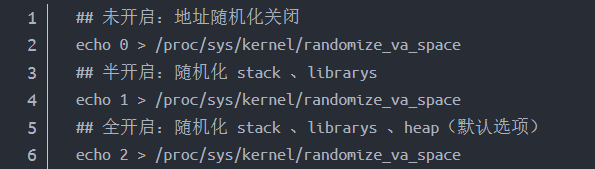 1 ## 未开启：地址随机化关闭
2 echo 0 > /proc/sys/kernel/randomize_va_space
3 ## 半开启：随机化 stack 、librarys
4 echo 1 > /proc/sys/kernel/randomize_va_space
5 ## 全开启：随机化 stack 、librarys 、heap（默认选项）
6 echo 2 > /proc/sys/kernel/randomize_va_space